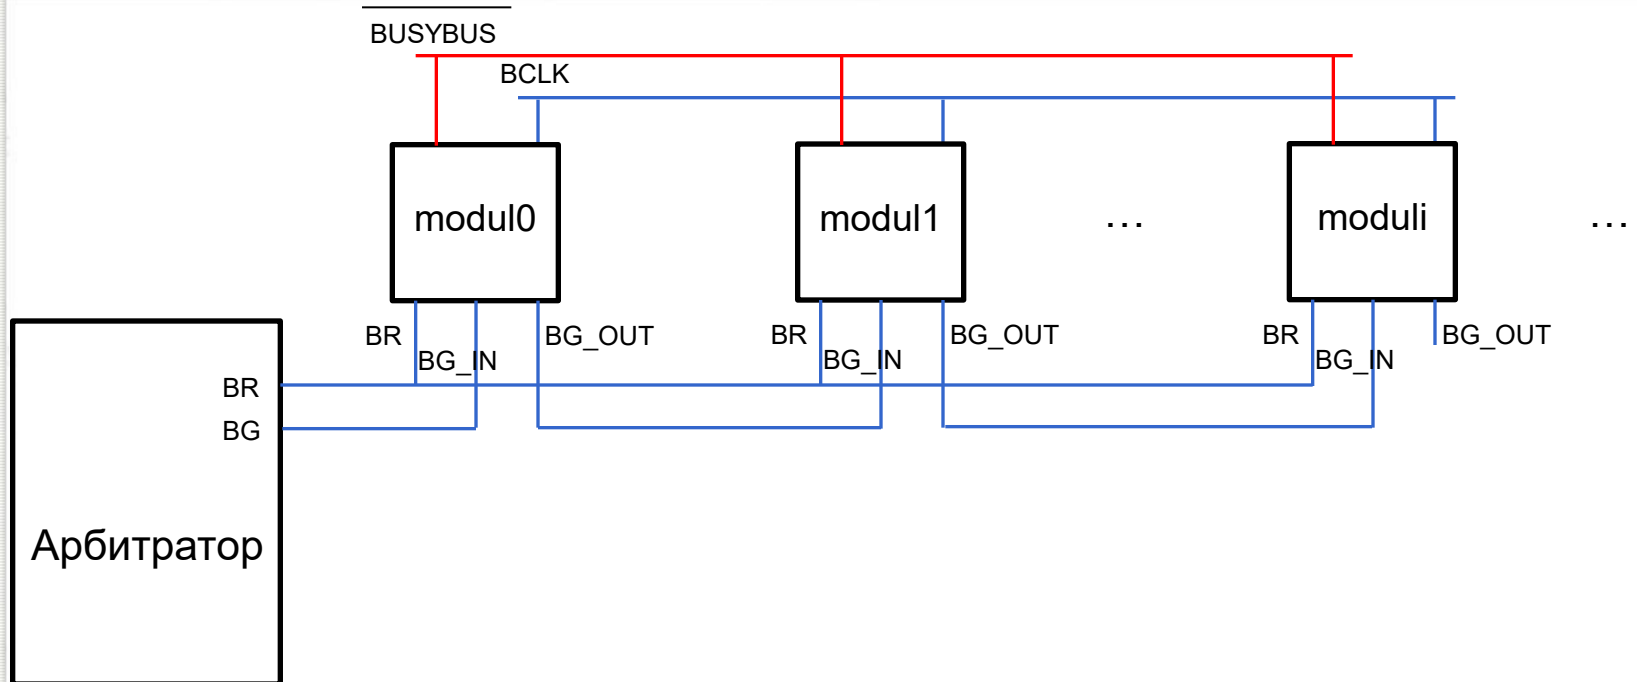 BUSYBUS
BCLK
modul0
modul1
...
moduli
...
BR
BG_IN
BG_OUT
BR
BG_IN
BG_OUT
BR
BG_IN
BG_OUT
BR
BG
Арбитратор